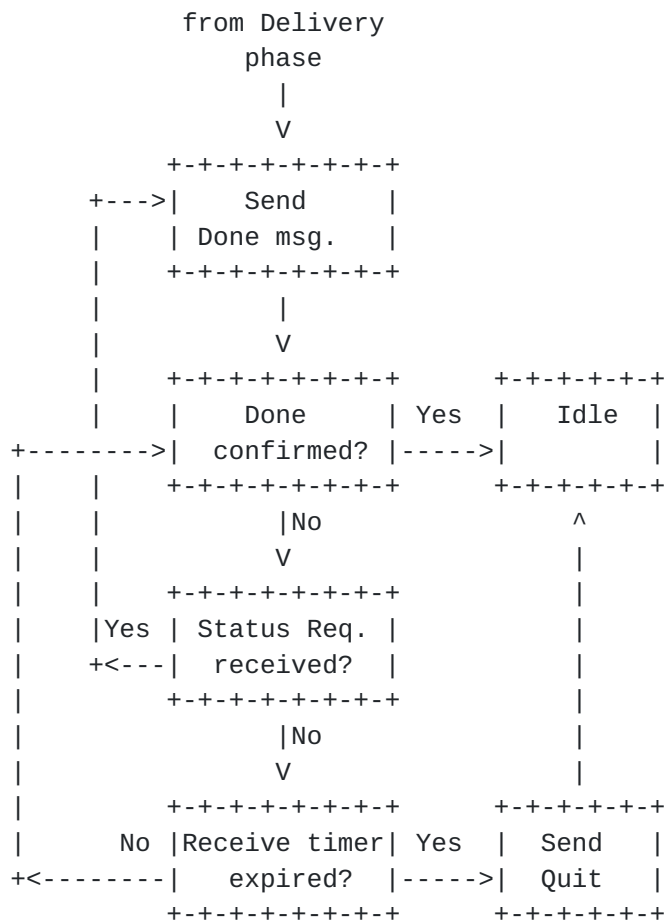 from Delivery
phase
Send
Done msg.
Done
confirmed?
Yes
Idle
No
Yes
Status Req.
received?
No
No
Receive timer
expired?
Yes
Send
Quit